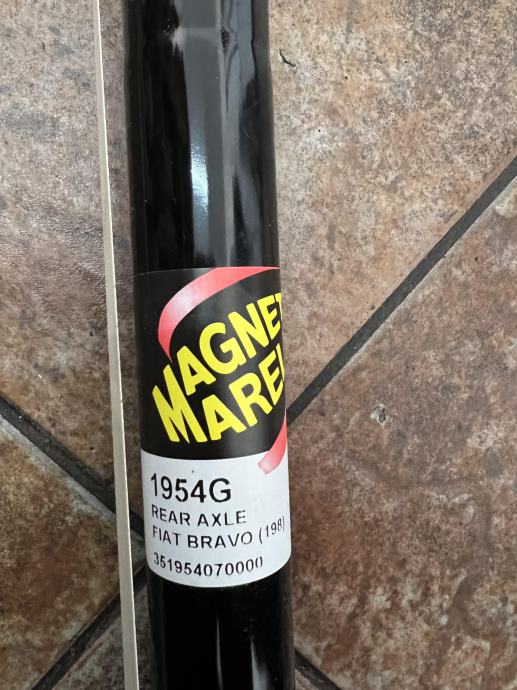 MAGNET
MAREL
1954G
REAR AXLE
FIAT BRAVO (198)
351954070000